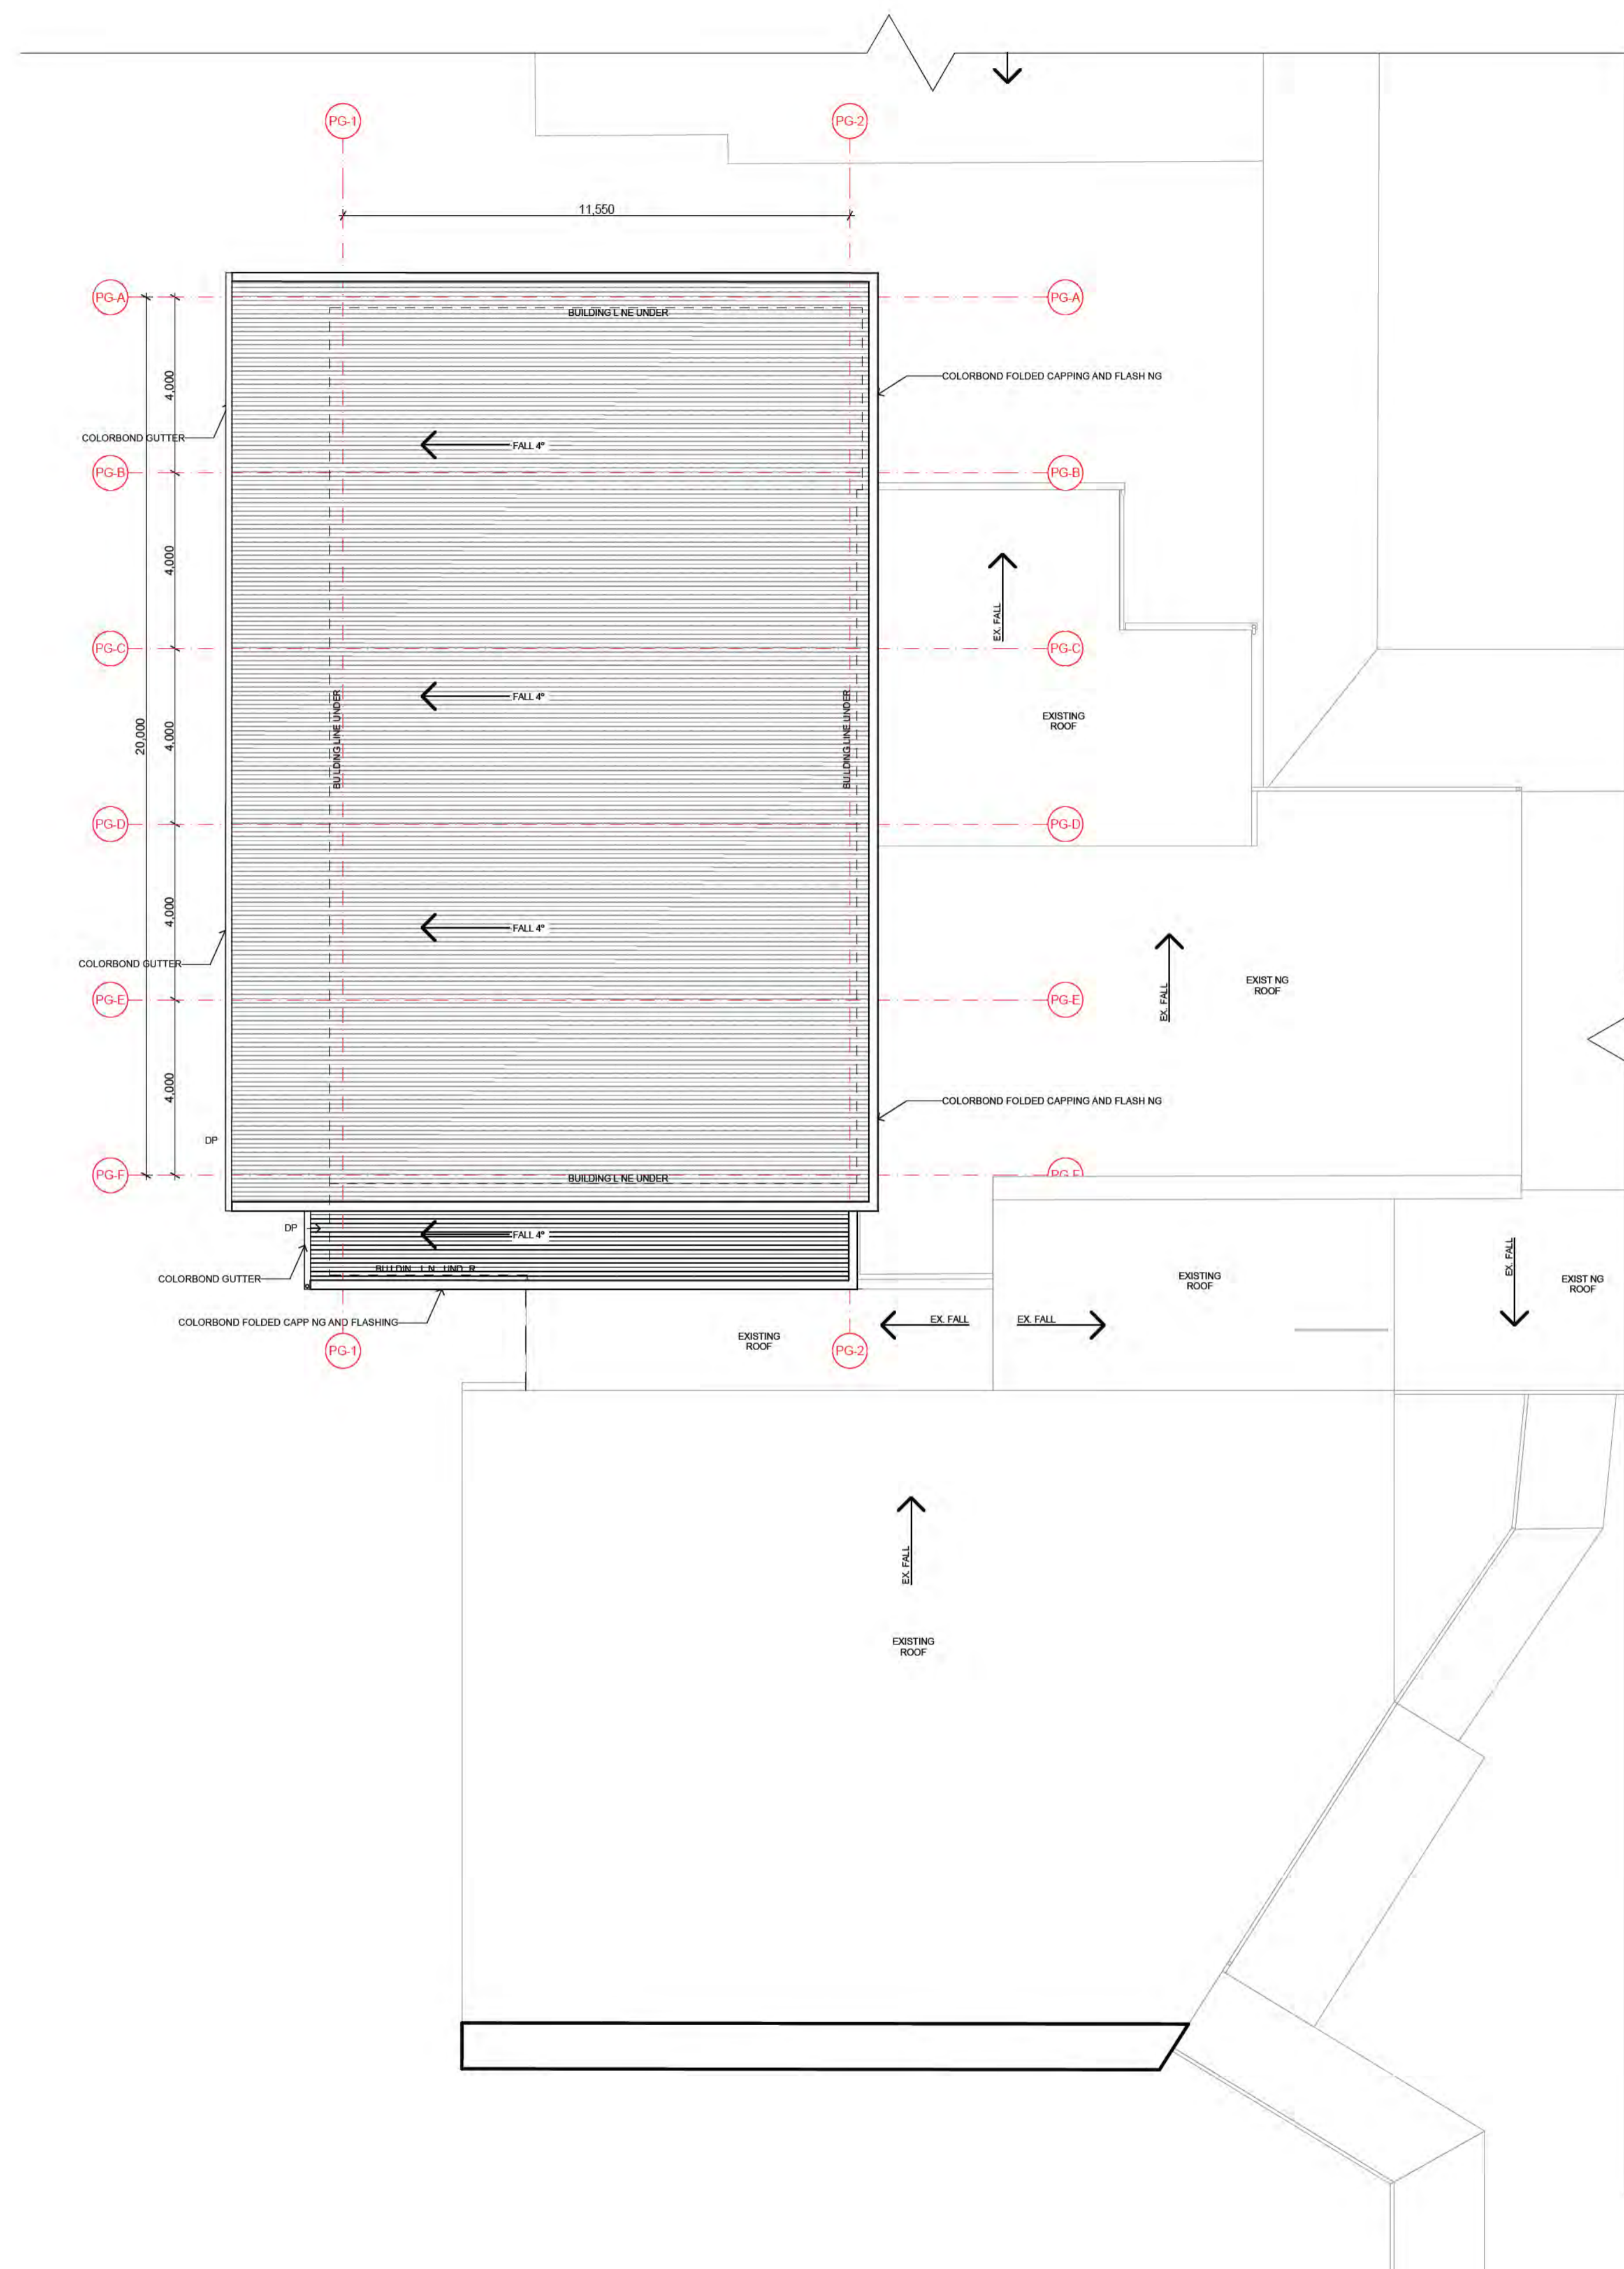 PG-1
PG-2
11,550
PG-A
PG-A
BUILDING L NE UNDER
COLORBOND FOLDED CAPPING AND FLASH NG
4,000
COLORBOND GUTTER
FALL 4°
PG-B
PG-B
4,000
EX. FALL
PG-C
PG-C
FALL 4°
BUILDING LINE UNDER
BUILDING LINE UNDER
EXISTING
ROOF
20,000
4,000
PG-D
PG-D
4,000
FALL 4°
COLORBOND GUTTER
EX. FALL
EXIST NG
ROOF
PG-E
PG-E
4,000
COLORBOND FOLDED CAPPING AND FLASH NG
DP
PG-F
BUILDING L NE UNDER
PG F
DP
FALL 4°
EX. FALL
BUILDIN L N UND R
COLORBOND GUTTER
EXISTING
ROOF
EXIST NG
ROOF
COLORBOND FOLDED CAPP NG AND FLASHING
EX. FALL
EX. FALL
EXISTING
ROOF
PG-1
PG-2
EX. FALL
EXISTING
ROOF